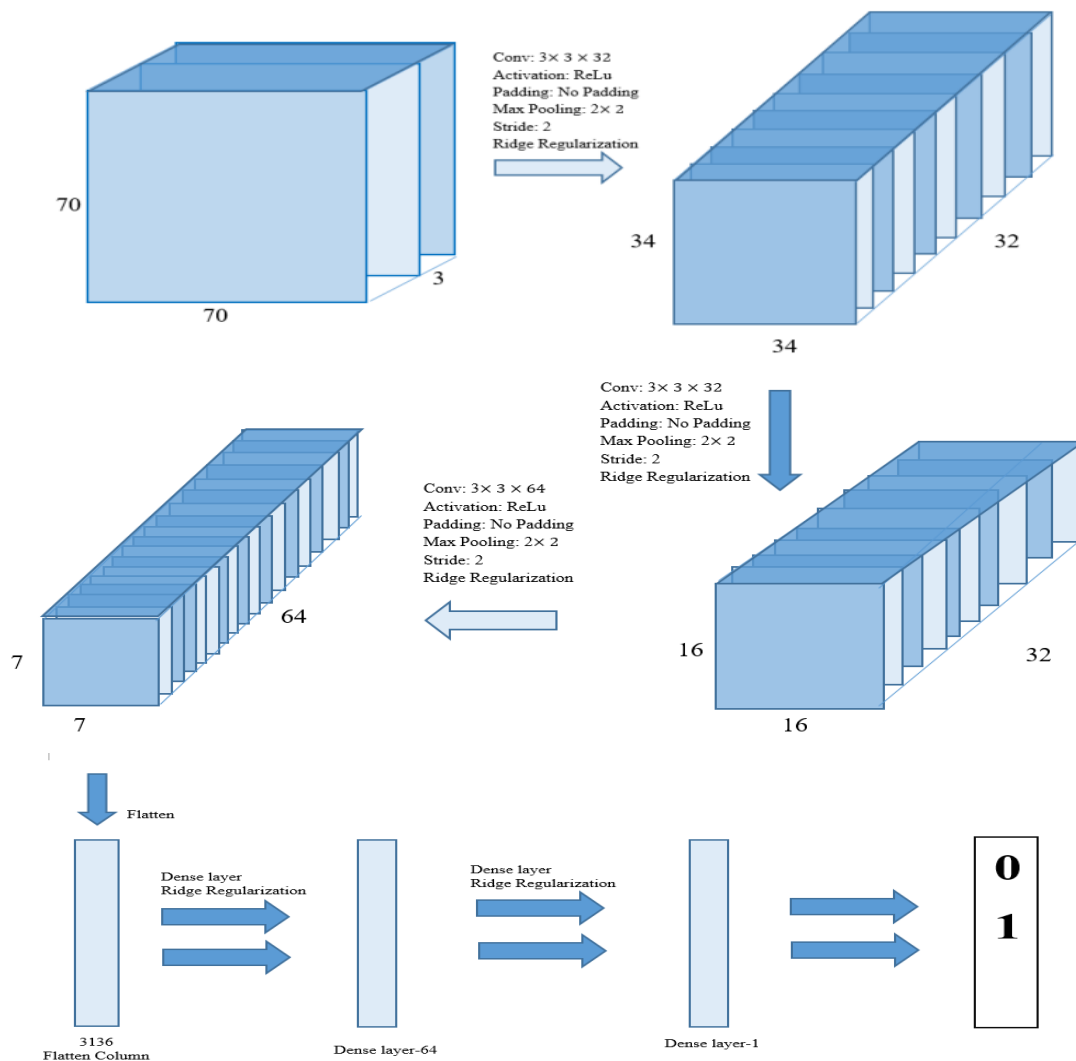 70
70
3
Conv: 3× 3 × 32
Activation: ReLu
Padding: No Padding
Max Pooling: 2× 2
Stride: 2
Ridge Regularization
34
34
32
Conv: 3× 3 × 32
Activation: ReLu
Padding: No Padding
Max Pooling: 2× 2
Stride: 2
Ridge Regularization
16
16
32
Conv: 3× 3 × 64
Activation: ReLu
Padding: No Padding
Max Pooling: 2× 2
Stride: 2
Ridge Regularization
7
7
64
Flatten
3136
Flatten Column
Dense layer
Ridge Regularization
Dense layer-64
Dense layer
Ridge Regularization
Dense layer-1
0
1